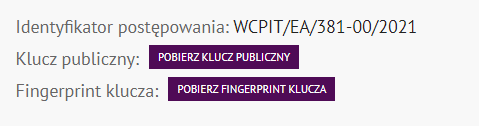 Identyfikator postępowania: WCPIT/EA/381-00/2021
Klucz publiczny: POBIERZ KLUCZ PUBLICZNY
Fingerprint klucza: POBIERZ FINGERPRINT KLUCZA